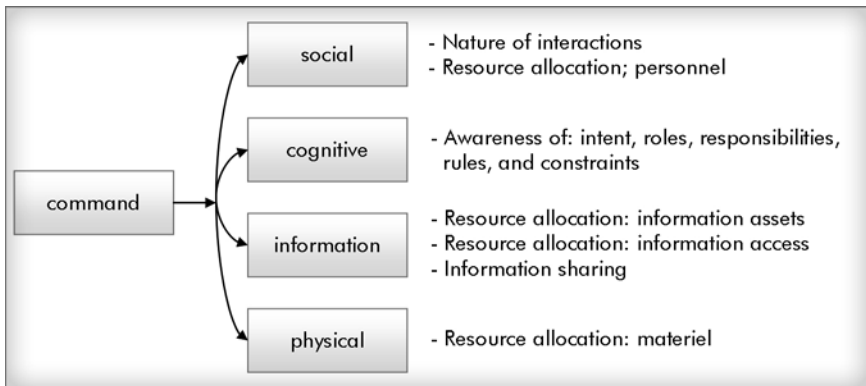 social
- Nature of interactions
- Resource allocation; personnel
cognitive
- Awareness of: intent, roles, responsibilities,
rules, and constraints
command
information
- Resource allocation: information assets
- Resource allocation: information access
- Information sharing
physical
- Resource allocation: materiel